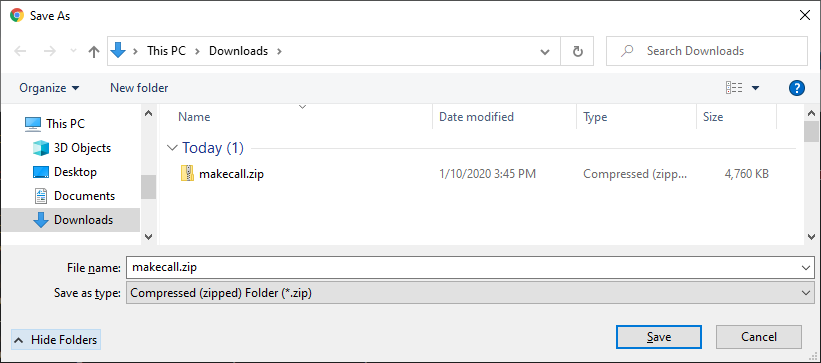 Save As
This PC > Downloads >
Search Downloads
Organize New folder
?
Name Date modified Type Size
This PC
3D Objects
Desktop
Documents
Downloads
Today (1)
makecall.zip 1/10/2020 3:45 PM Compressed (zipp... 4,760 KB
File name: makecall.zip
Save as type: Compressed (zipped) Folder (*.zip)
Hide Folders Save Cancel